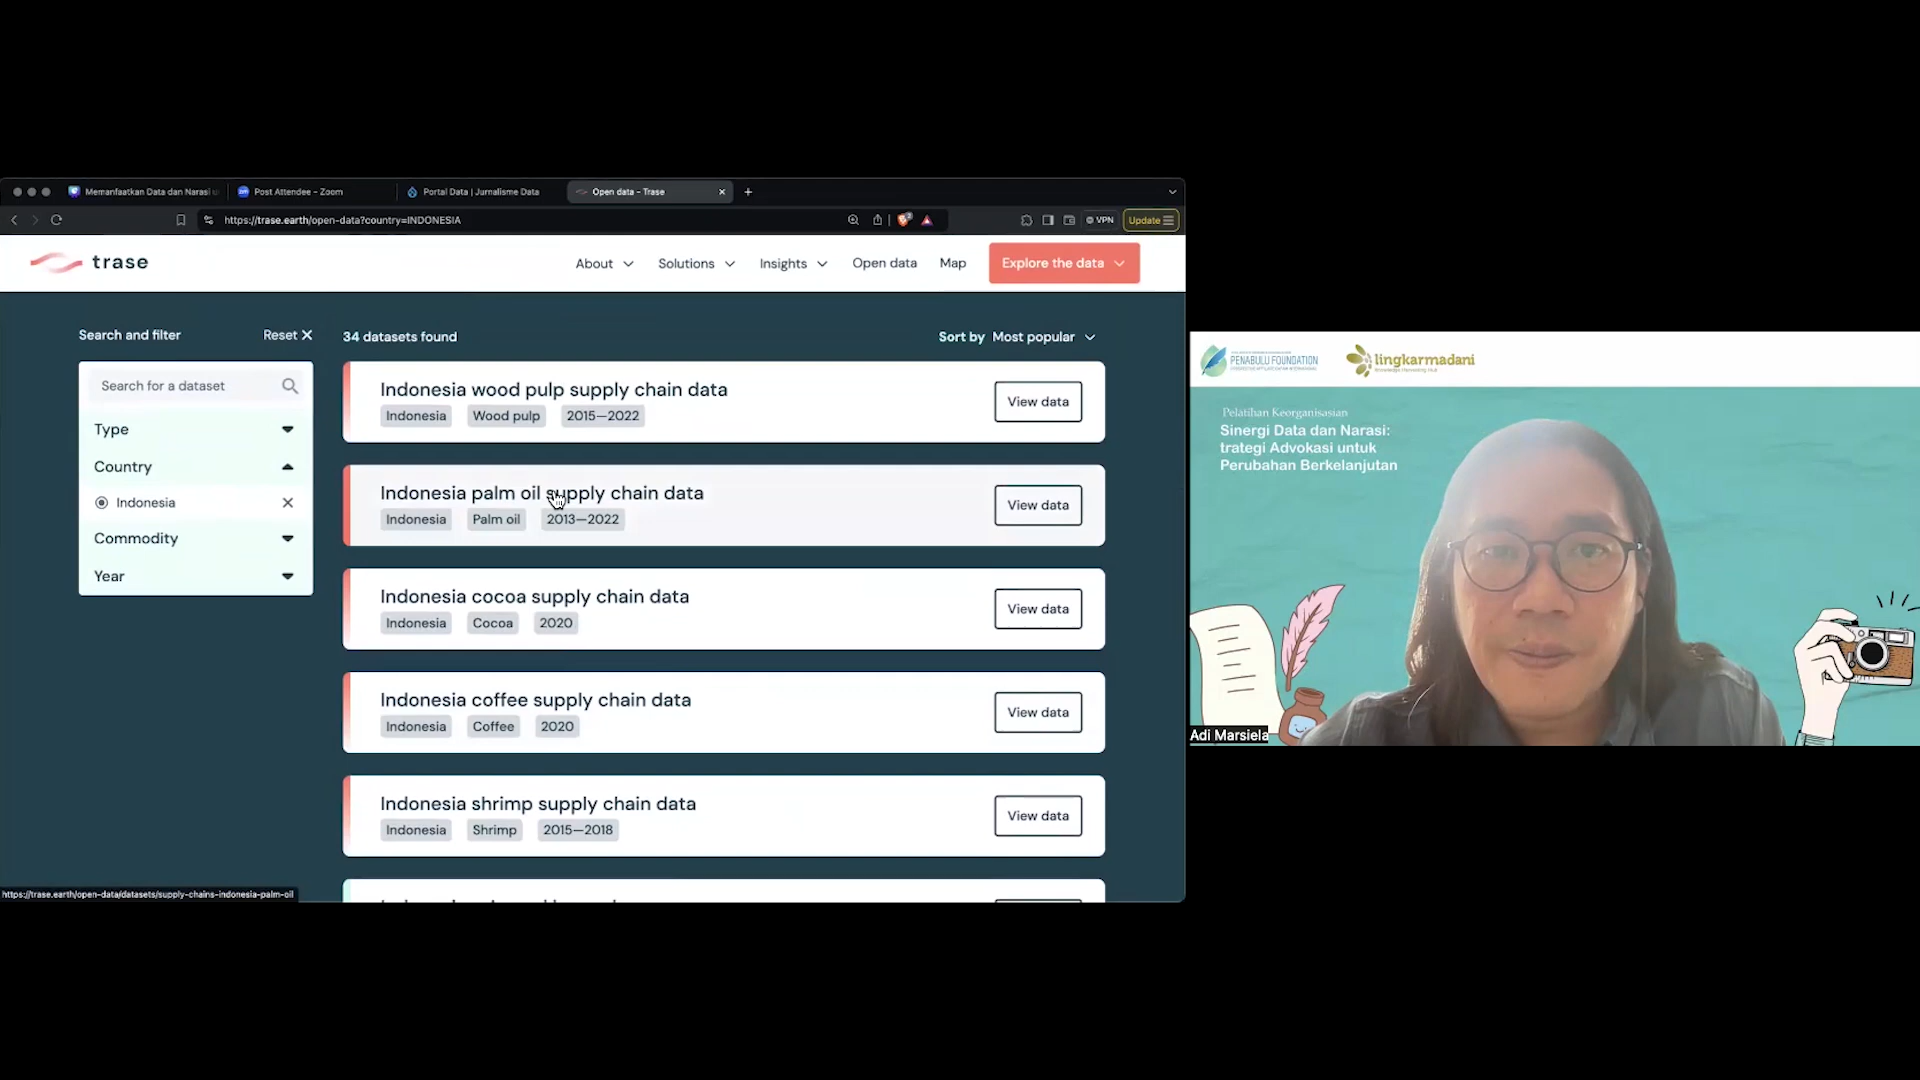 Memanfaatkan Data dan Narasi u
Post Attendee - Zoom
Portal Data | Jurnalisme Data
Open data - Trase
https://trase.earth/open-data?country=INDONESIA
VPN
Update
trase
About
Solutions
Insights
Open data
Map
Explore the data
Search and filter
Reset
34 datasets found
Sort by Most popular
Search for a dataset
Type
Country
Indonesia
Commodity
Year
Indonesia wood pulp supply chain data
Indonesia Wood pulp 2015—2022
View data
Indonesia palm oil supply chain data
Indonesia Palm oil 2013—2022
View data
Indonesia cocoa supply chain data
Indonesia Cocoa 2020
View data
Indonesia coffee supply chain data
Indonesia Coffee 2020
View data
Indonesia shrimp supply chain data
Indonesia Shrimp 2015—2018
View data
https://trase.earth/open-data/datasets/supply-chains-indonesia-palm-oil
PENABULU FOUNDATION
lingkarmadani
Pelatihan Keorganisasian
Sinergi Data dan Narasi:
trategi Advokasi untuk
Perubahan Berkelanjutan
Adi Marsiela